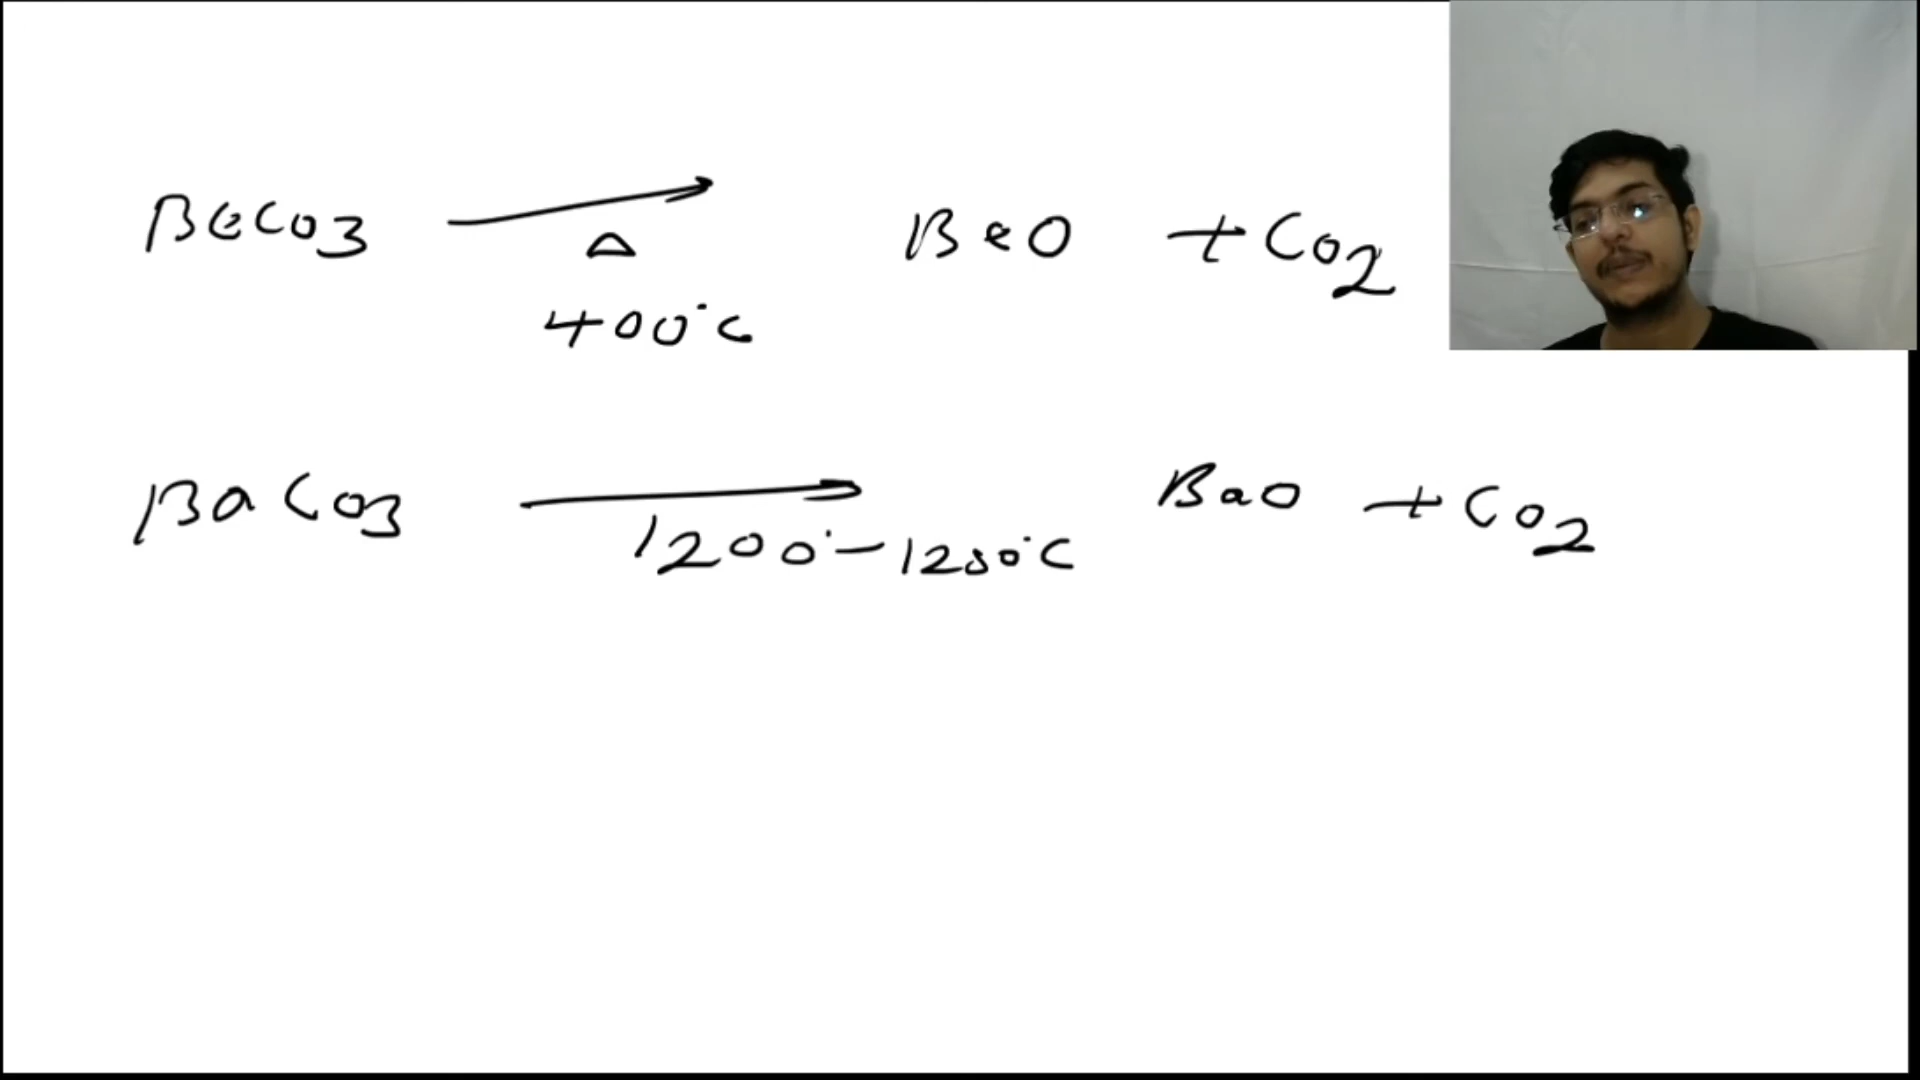 BeCO3 → BeO + CO2
Δ
400°C
BaCO3 → BaO + CO2
1200°-1250°C